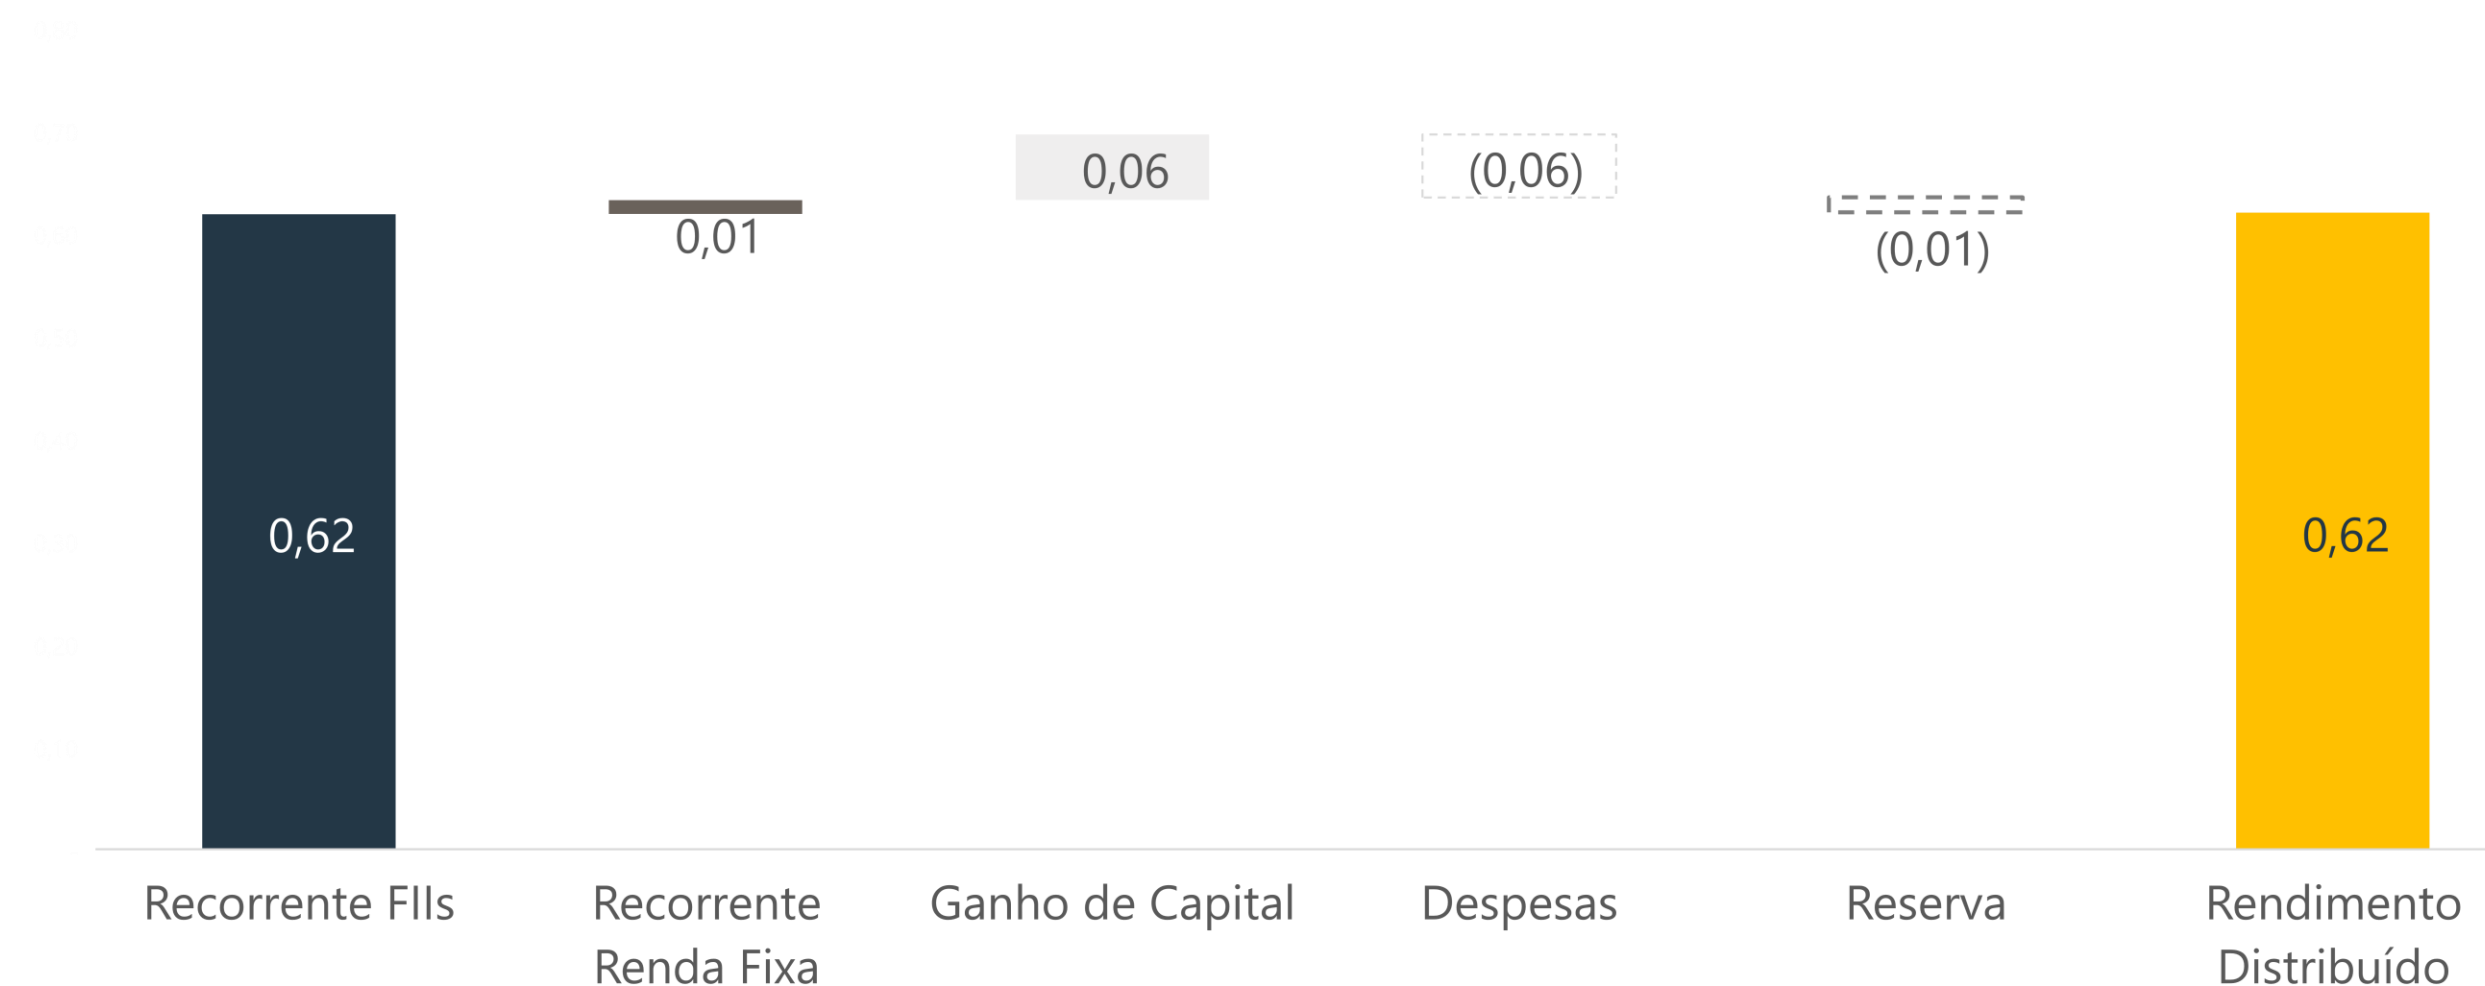 0,06
(0,06)
0,01
(0,01)
0,62
0,62
Recorrente FIIs
Recorrente
Renda Fixa
Ganho de Capital
Despesas
Reserva
Rendimento
Distribuído